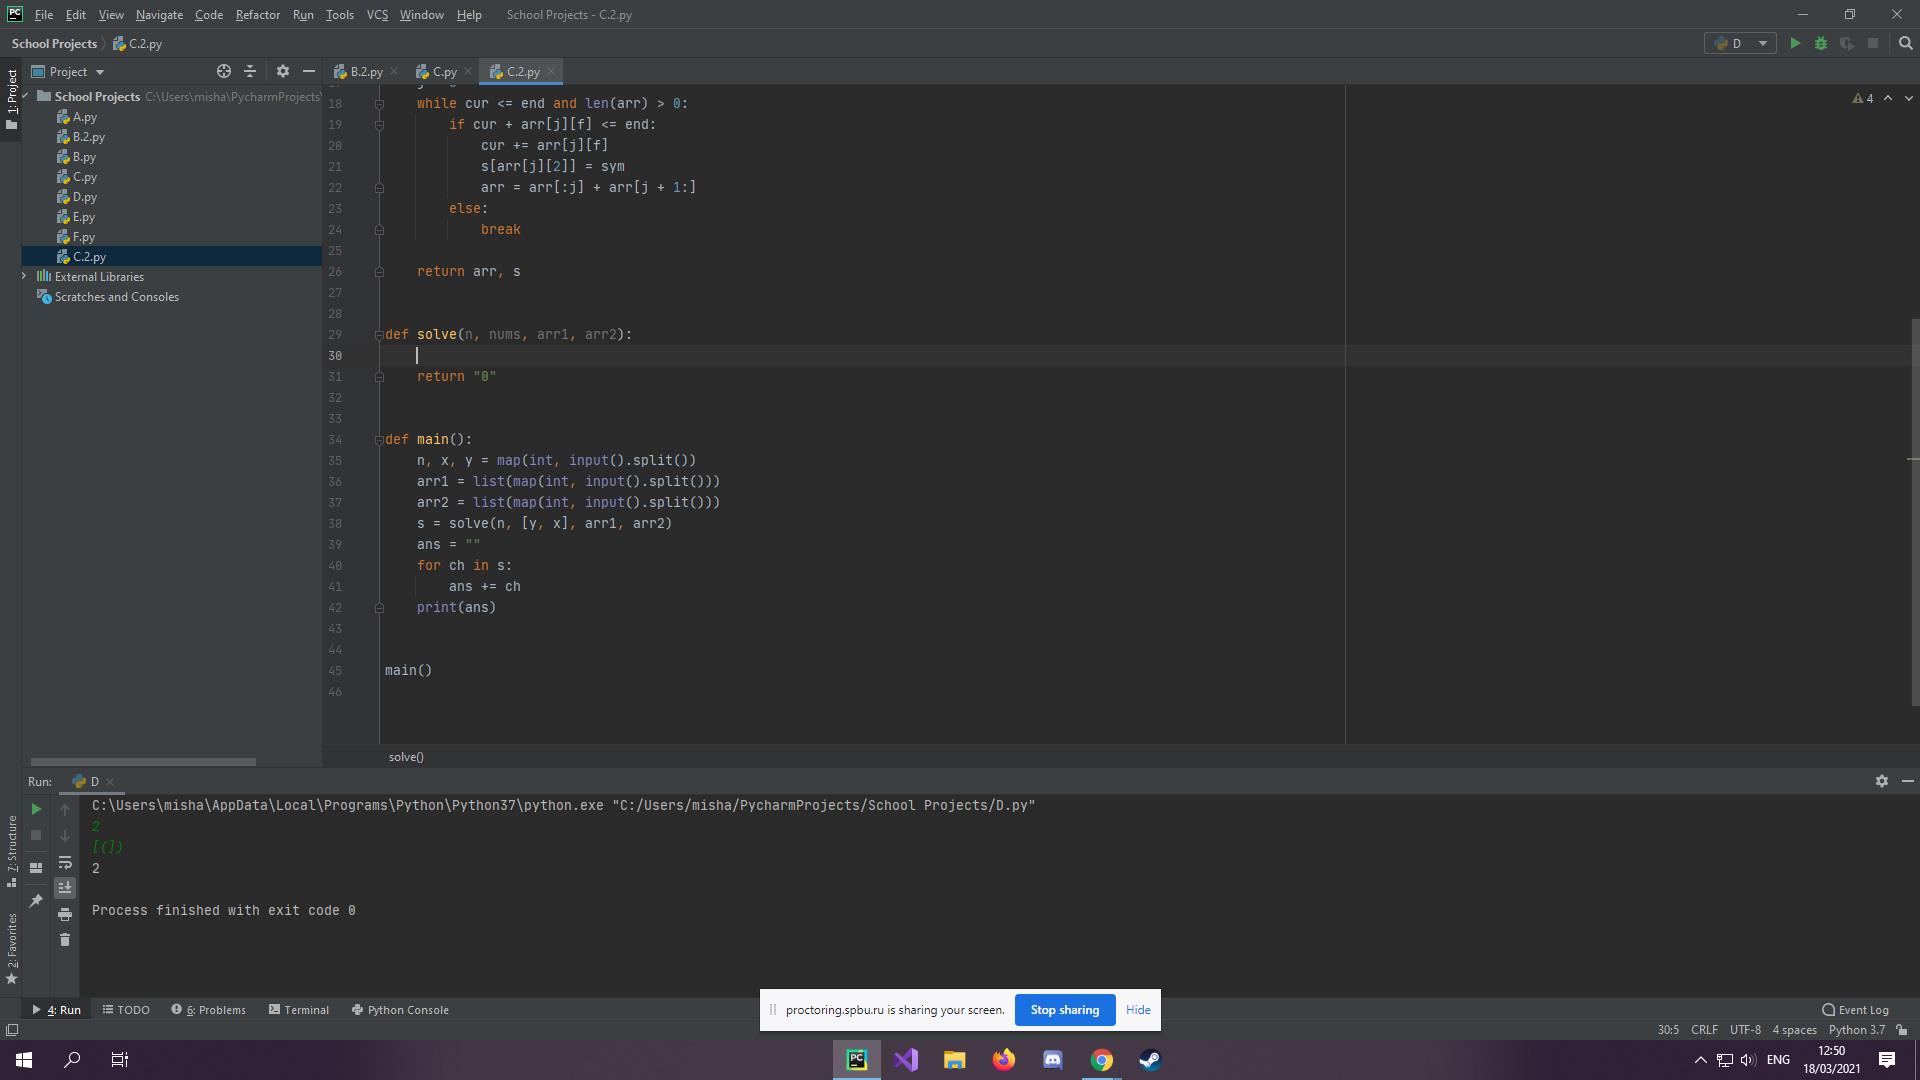 PC File Edit View Navigate Code Refactor Run Tools VCS Window Help School Projects - C.2.py
School Projects C.2.py D
1: Project
Project B.2.py C.py C.2.py
School Projects C:\Users\misha\PycharmProjects\
A.py
B.2.py
B.py
C.py
D.py
E.py
F.py
C.2.py
External Libraries
Scratches and Consoles
4
18 while cur <= end and len(arr) > 0:
19 if cur + arr[j][f] <= end:
20 cur += arr[j][f]
21 s[arr[j][2]] = sym
22 arr = arr[:j] + arr[j + 1:]
23 else:
24 break
25
26 return arr, s
27
28
29 def solve(n, nums, arr1, arr2):
30
31 return "0"
32
33
34 def main():
35 n, x, y = map(int, input().split())
36 arr1 = list(map(int, input().split()))
37 arr2 = list(map(int, input().split()))
38 s = solve(n, [y, x], arr1, arr2)
39 ans = ""
40 for ch in s:
41 ans += ch
42 print(ans)
43
44
45 main()
46
solve()
Run: D
C:\Users\misha\AppData\Local\Programs\Python\Python37\python.exe "C:/Users/misha/PycharmProjects/School Projects/D.py"
2
[(])
2
Process finished with exit code 0
7: Structure
2: Favorites
proctoring.spbu.ru is sharing your screen. Stop sharing Hide
4: Run TODO 6: Problems Terminal Python Console Event Log
30:5 CRLF UTF-8 4 spaces Python 3.7
PC ENG 12:50
18/03/2021